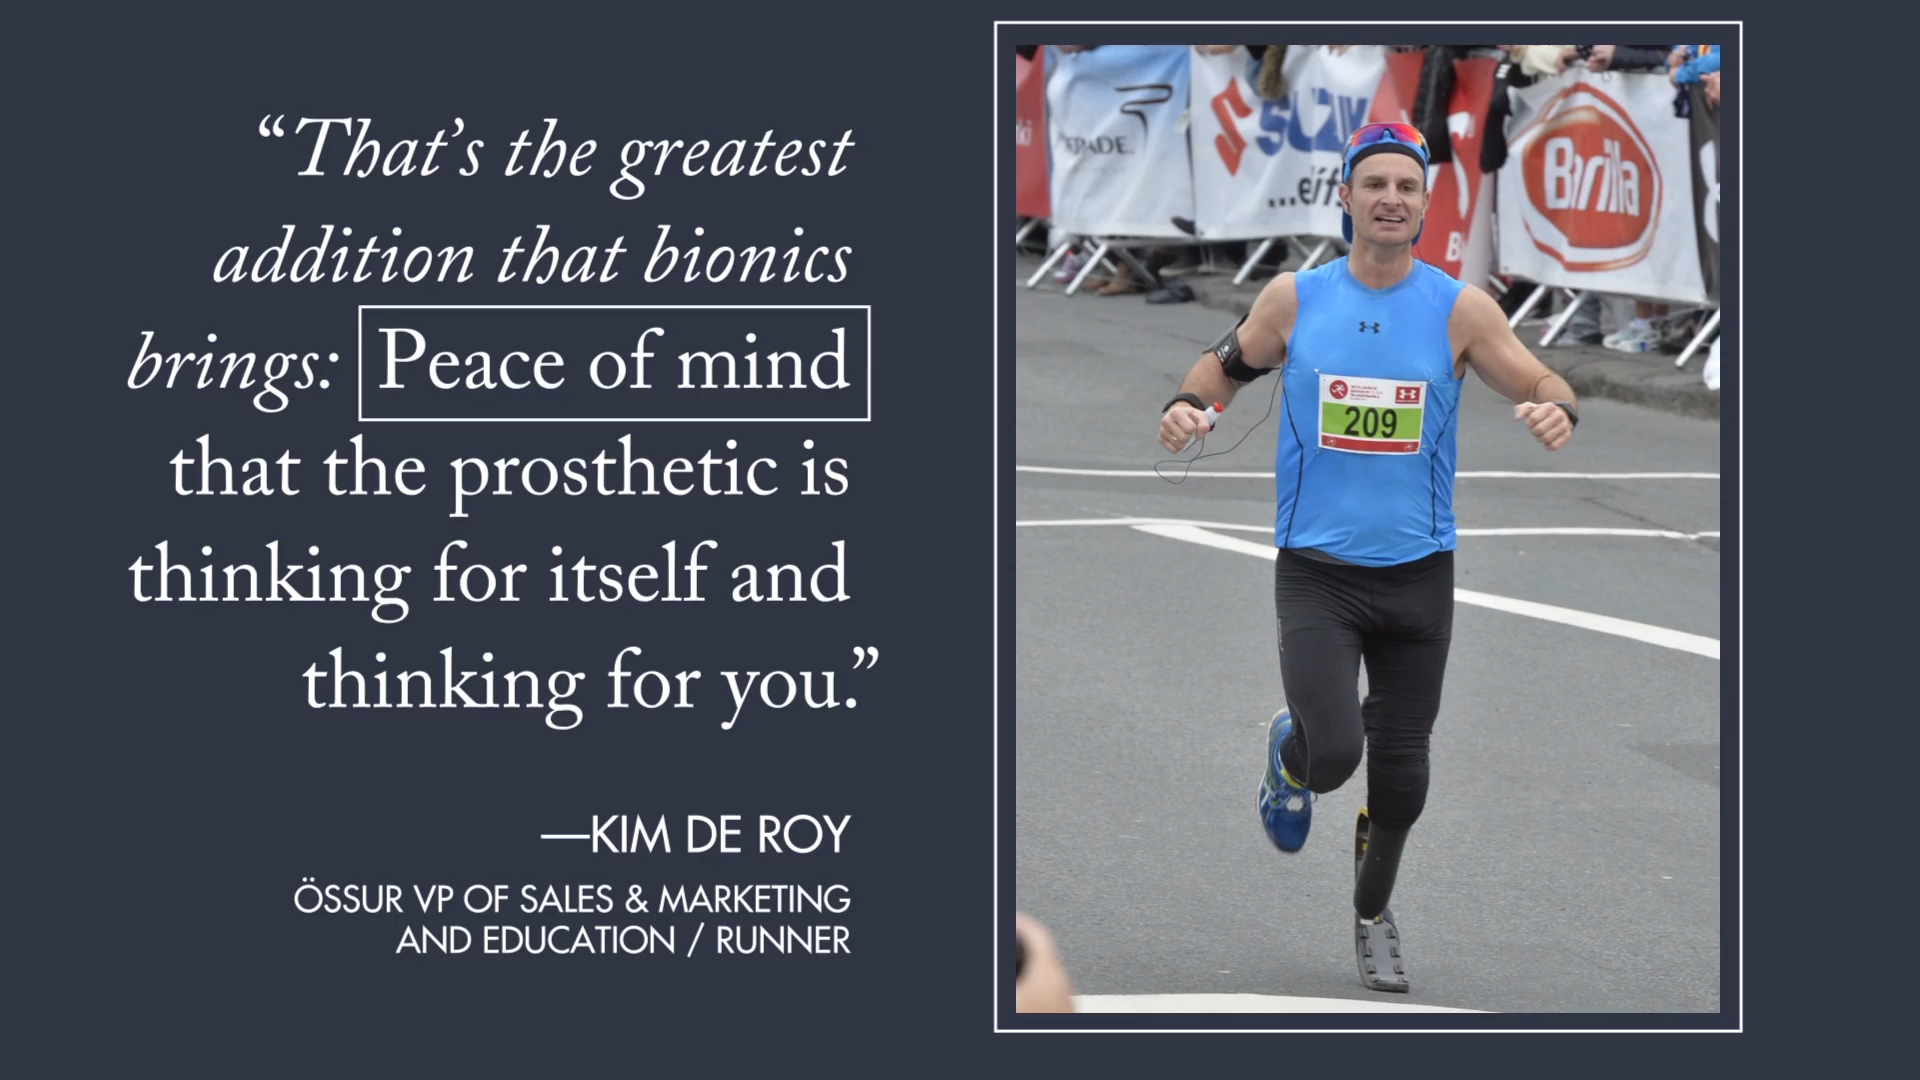 “That’s the greatest
addition that bionics
brings: Peace of mind
that the prosthetic is
thinking for itself and
thinking for you.”
—KIM DE ROY
ÖSSUR VP OF SALES & MARKETING
AND EDUCATION / RUNNER
SUZUKI
Barilla
209